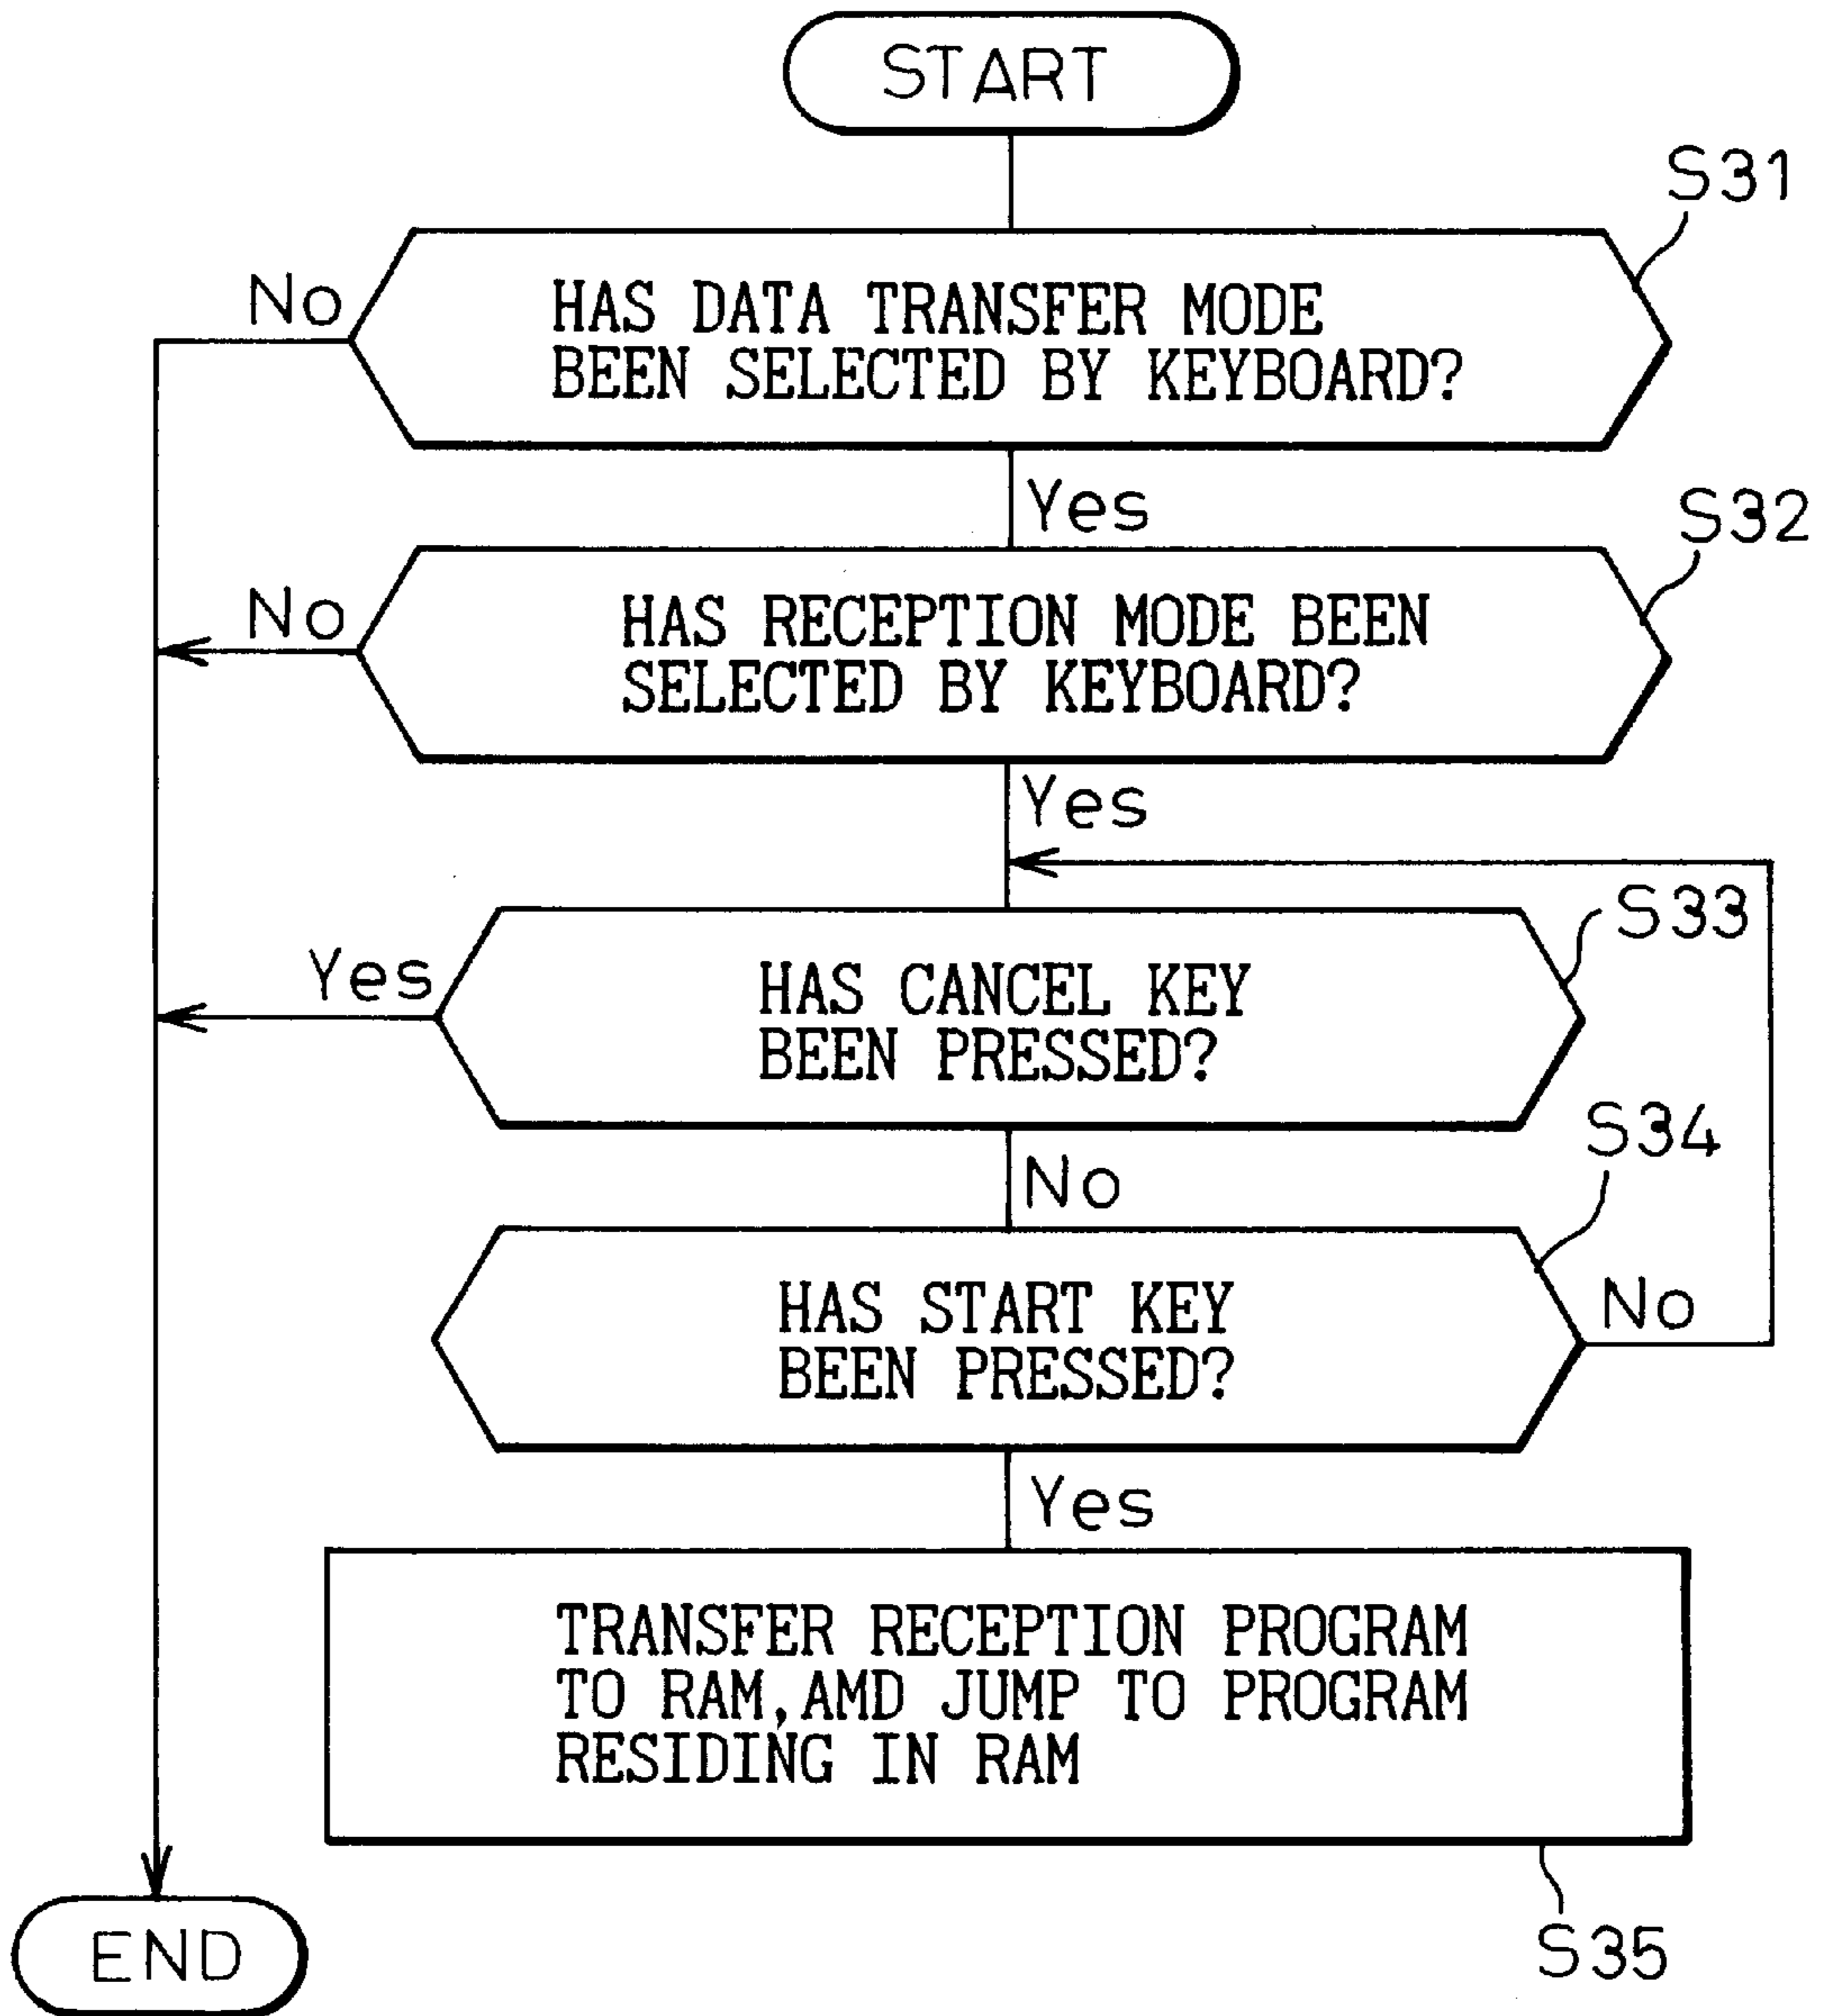 START
S31
No
HAS DATA TRANSFER MODE
BEEN SELECTED BY KEYBOARD?
Yes
S32
No
HAS RECEPTION MODE BEEN
SELECTED BY KEYBOARD?
Yes
S33
Yes
HAS CANCEL KEY
BEEN PRESSED?
S34
No
HAS START KEY
BEEN PRESSED?
No
Yes
TRANSFER RECEPTION PROGRAM
TO RAM, AMD JUMP TO PROGRAM
RESIDING IN RAM
END
S35